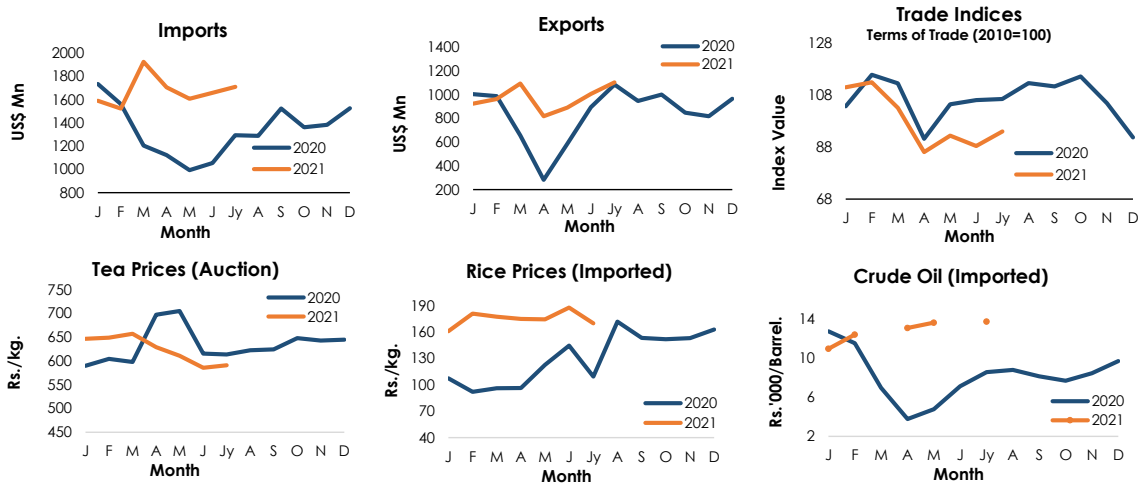 Imports
US$ Mn
2000
1800
1600
1400
1200
1000
800
2020
2021
J F M A M J Jy A S O N D
Month
Exports
US$ Mn
1400
1200
1000
800
600
400
200
2020
2021
J F M A M J Jy A S O N D
Month
Trade Indices
Terms of Trade (2010=100)
Index Value
128
108
88
68
2020
2021
J F M A M J Jy A S O N D
Month
Tea Prices (Auction)
Rs./kg.
750
700
650
600
550
500
450
2020
2021
J F M A M J Jy A S O N D
Month
Rice Prices (Imported)
Rs./kg.
190
160
130
100
70
40
2020
2021
J F M A M J Jy A S O N D
Month
Crude Oil (Imported)
Rs.'000/Barrel.
14
10
6
2
2020
2021
J F M A M J Jy A S O N D
Month